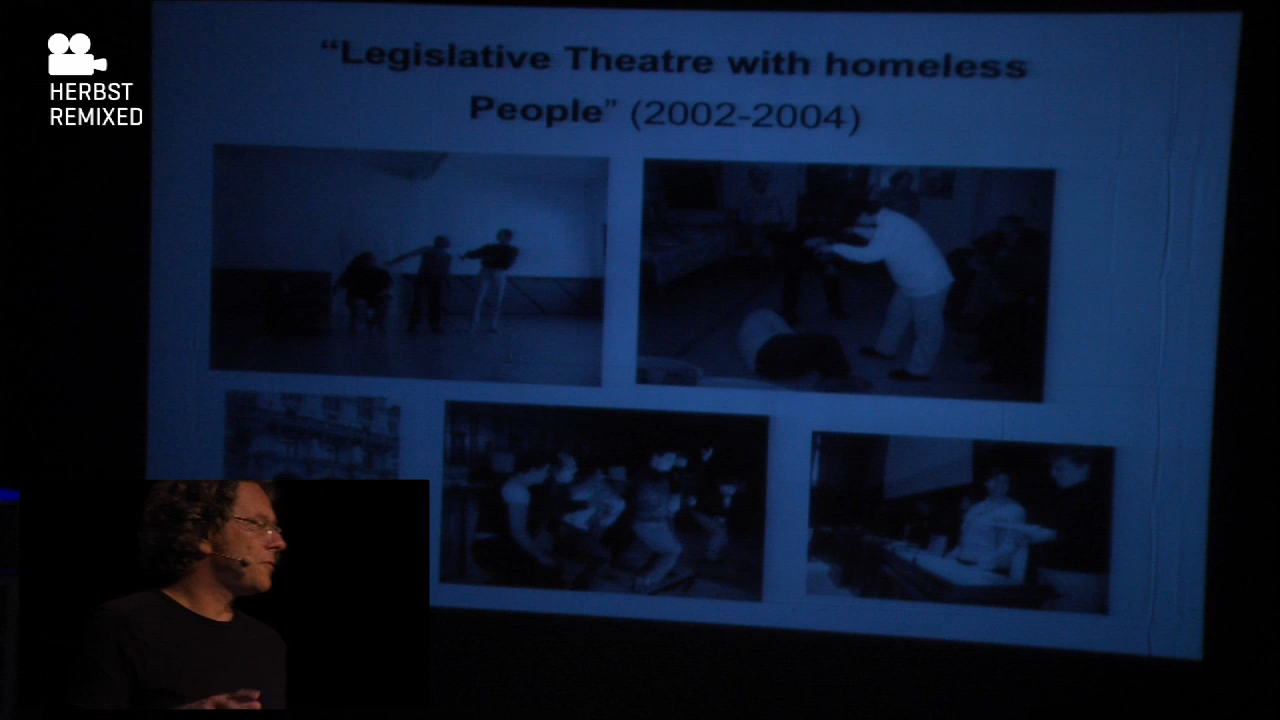 HERBST
REMIXED
“Legislative Theatre with homeless
People” (2002-2004)